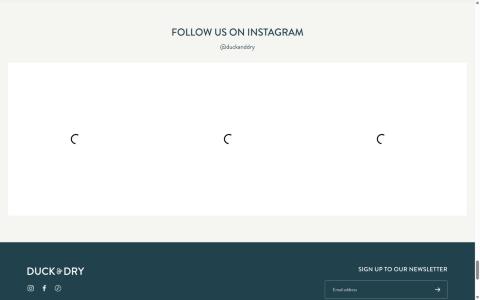 FOLLOW US ON INSTAGRAM
@duckanddry
DUCK & DRY
SIGN UP TO OUR NEWSLETTER
Email address